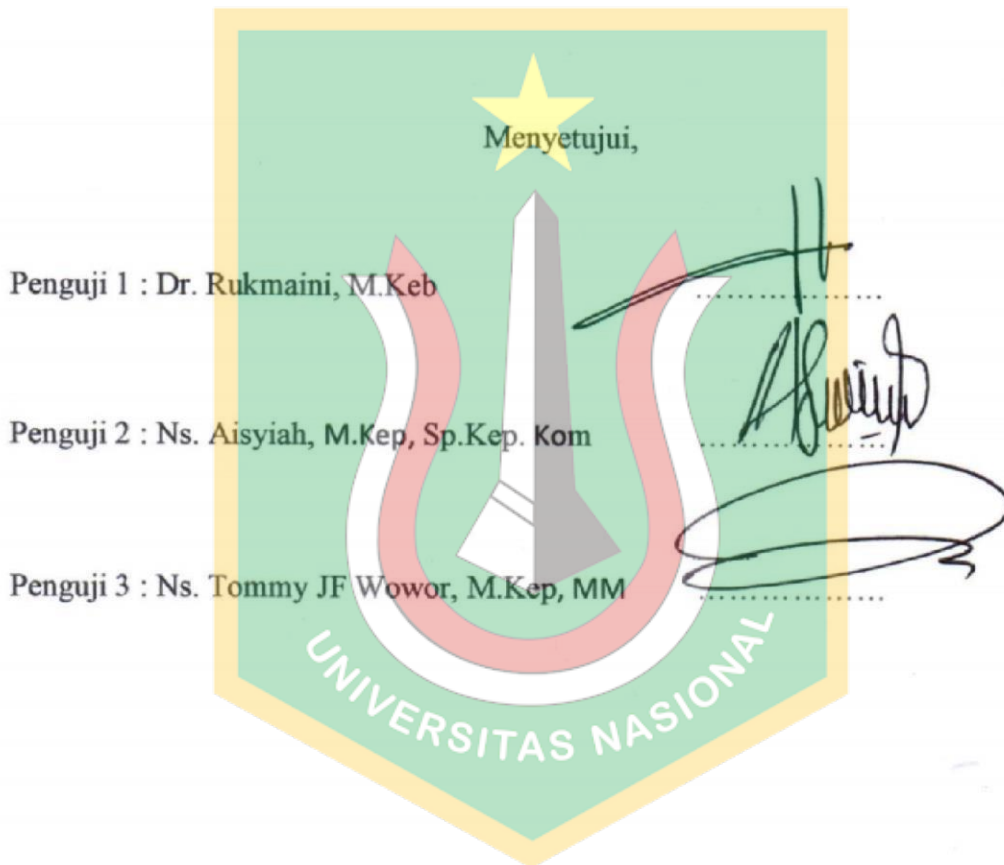 Menyetujui,
Penguji 1 : Dr. Rukmaini, M.Keb ....................
Penguji 2 : Ns. Aisyiah, M.Kep, Sp.Kep. Kom ....................
Penguji 3 : Ns. Tommy JF Wowor, M.Kep, MM ....................
UNIVERSITAS NASIONAL